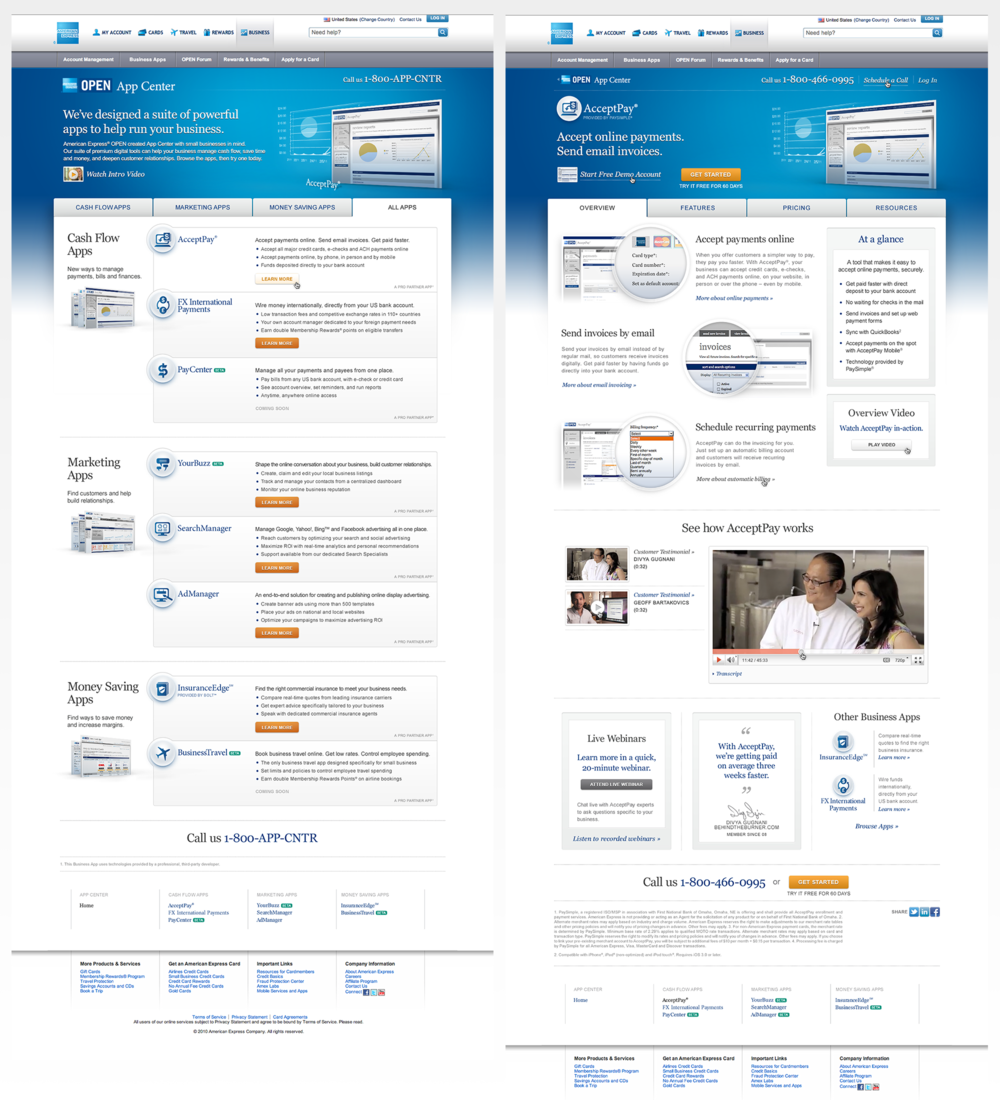 United States (Change Country) Contact Us LOG IN
MY ACCOUNT CARDS TRAVEL REWARDS BUSINESS
Need help?
Account Management Business Apps OPEN Forum Rewards & Benefits Apply for a Card
OPEN App Center
Call us 1-800-APP-CNTR
We've designed a suite of powerful
apps to help run your business.
American Express® OPEN created App Center with small businesses in mind.
Our suite of premium digital tools can help your business manage cash flow, save time
and money, and deepen customer relationships. Browse the apps, then try one today.
Watch Intro Video
AcceptPay®
CASH FLOW APPS MARKETING APPS MONEY SAVING APPS ALL APPS
Cash Flow
Apps
New ways to manage
payments, bills and finances.
AcceptPay®
Accept payments online. Send email invoices. Get paid faster.
• Accept all major credit cards, e-checks and ACH payments online
• Accept payments online, by phone, in person and by mobile
• Funds deposited directly to your bank account
LEARN MORE
A PRO PARTNER APP¹
FX International
Payments
Wire money internationally, directly from your US bank account.
• Low transaction fees and competitive exchange rates in 110+ countries
• Your own account manager dedicated to your foreign payment needs
• Earn double Membership Rewards® points on eligible transfers
LEARN MORE
PayCenter BETA
Manage all your payments and payees from one place.
• Pay bills from any US bank account, with e-check or credit card
• See account overview, set reminders, and run reports
• Anytime, anywhere online access
COMING SOON
A PRO PARTNER APP¹
Marketing
Apps
Find customers and help
build relationships.
YourBuzz BETA
Shape the online conversation about your business, build customer relationships.
• Create, claim and edit your local business listings
• Track and manage your contacts from a centralized dashboard
• Monitor your online business reputation
LEARN MORE
SearchManager
Manage Google, Yahoo!, Bing™ and Facebook advertising all in one place.
• Reach customers by optimizing your search and social advertising
• Maximize ROI with real-time analytics and personal recommendations
• Support available from our dedicated Search Specialists
LEARN MORE
A PRO PARTNER APP¹
AdManager
An end-to-end solution for creating and publishing online display advertising.
• Create banner ads using more than 500 templates
• Place your ads on national and local websites
• Optimize your campaigns to maximize advertising ROI
LEARN MORE
A PRO PARTNER APP¹
Money Saving
Apps
Find ways to save money
and increase margins.
InsuranceEdge℠
PROVIDED BY BOLT™
Find the right commercial insurance to meet your business needs.
• Compare real-time quotes from leading insurance carriers
• Get expert advice specifically tailored to your business
• Speak with dedicated commercial insurance agents
LEARN MORE
BusinessTravel BETA
Book business travel online. Get low rates. Control employee spending.
• The only business travel app designed specifically for small business
• Set limits and policies to control employee travel spending
• Earn double Membership Rewards Points® on airline bookings
COMING SOON
A PRO PARTNER APP¹
Call us 1-800-APP-CNTR
1. This Business App uses technologies provided by a professional, third party developer.
APP CENTER CASH FLOW APPS MARKETING APPS MONEY SAVING APPS
Home AcceptPay® YourBuzz BETA InsuranceEdge℠
FX International Payments SearchManager BusinessTravel BETA
PayCenter BETA AdManager
More Products & Services Get an American Express Card Important Links Company Information
Gift Cards Airlines Credit Cards Resources for Cardmembers About American Express
Membership Rewards® Program Small Business Credit Cards Credit Basics Careers
Travel Protection Credit Card Rewards Fraud Protection Center Affiliate Program
Savings Accounts and CDs No Annual Fee Credit Cards Amex Labs Contact Us
Book a Trip Gold Cards Mobile Services and Apps Connect
Terms of Service | Privacy Statement | Card Agreements
All users of our online services subject to Privacy Statement and agree to be bound by Terms of Service. Please read.
© 2010 American Express Company. All rights reserved.
United States (Change Country) Contact Us LOG IN
MY ACCOUNT CARDS TRAVEL REWARDS BUSINESS
Need help?
Account Management Business Apps OPEN Forum Rewards & Benefits Apply for a Card
OPEN App Center
Call us 1-800-466-0995 Schedule a Call Log In
AcceptPay®
PROVIDED BY PAYSIMPLE®
Accept online payments.
Send email invoices.
Start Free Demo Account
GET STARTED
TRY IT FREE FOR 60 DAYS
OVERVIEW FEATURES PRICING RESOURCES
Card type*:
Card number*:
Expiration date*:
Set as default account
Accept payments online
When you offer customers a simpler way to pay,
they pay you faster. With AcceptPay®, your
business can accept credit cards, e-checks,
and ACH payments online, on your website, in
person or over the phone – even by mobile.
More about online payments »
Send invoices by email
Send your invoices by email instead of by
regular mail, so customers receive invoices
digitally. Get paid faster by having funds go
directly into your bank account.
More about email invoicing »
invoices
Billing frequency:*
Schedule recurring payments
AcceptPay can do the invoicing for you.
Just set up an automatic billing account
and customers will receive recurring
invoices by email.
More about automatic billing »
At a glance
A tool that makes it easy to
accept online payments, securely.
• Get paid faster with direct
deposit to your bank account
• No waiting for checks in the mail
• Send invoices and set up web
payment forms
• Sync with QuickBooks²
• Accept payments on the spot
with AcceptPay Mobile²
• Technology provided by
PaySimple®
Overview Video
Watch AcceptPay in-action.
PLAY VIDEO
See how AcceptPay works
Customer Testimonial »
DIVYA GUGNANI
(0:32)
Customer Testimonial »
GEOFF BARTAKOVICS
(0:32)
11:42 / 45:33
720p
Transcript
Live Webinars
Learn more in a quick,
20-minute webinar.
ATTEND LIVE WEBINAR
Chat live with AcceptPay experts
to ask questions specific to your
business.
Listen to recorded webinars »
“
With AcceptPay,
we're getting paid
on average three
weeks faster.
”
DIVYA GUGNANI
BEHINDTHEBURNER.COM
MEMBER SINCE 06
Other Business Apps
InsuranceEdge℠
Compare real-time
quotes to find the right
business insurance
Learn more »
FX International
Payments
Wire funds
internationally,
directly from your
US bank account
Learn more »
Browse Apps »
Call us 1-800-466-0995 or GET STARTED
TRY IT FREE FOR 60 DAYS
SHARE
2. Compatible with iPhone®, iPad®
APP CENTER CASH FLOW APPS MARKETING APPS MONEY SAVING APPS
Home AcceptPay® YourBuzz BETA InsuranceEdge℠
FX International Payments SearchManager BusinessTravel BETA
PayCenter BETA AdManager BETA
More Products & Services Get an American Express Card Important Links Company Information
Gift Cards Airlines Credit Cards Resources for Cardmembers About American Express
Membership Rewards® Program Small Business Credit Cards Credit Basics Careers
Travel Protection Credit Card Rewards Fraud Protection Center Affiliate Program
Savings Accounts and CDs No Annual Fee Credit Cards Amex Labs Contact Us
Book a Trip Gold Cards Mobile Services and Apps Connect